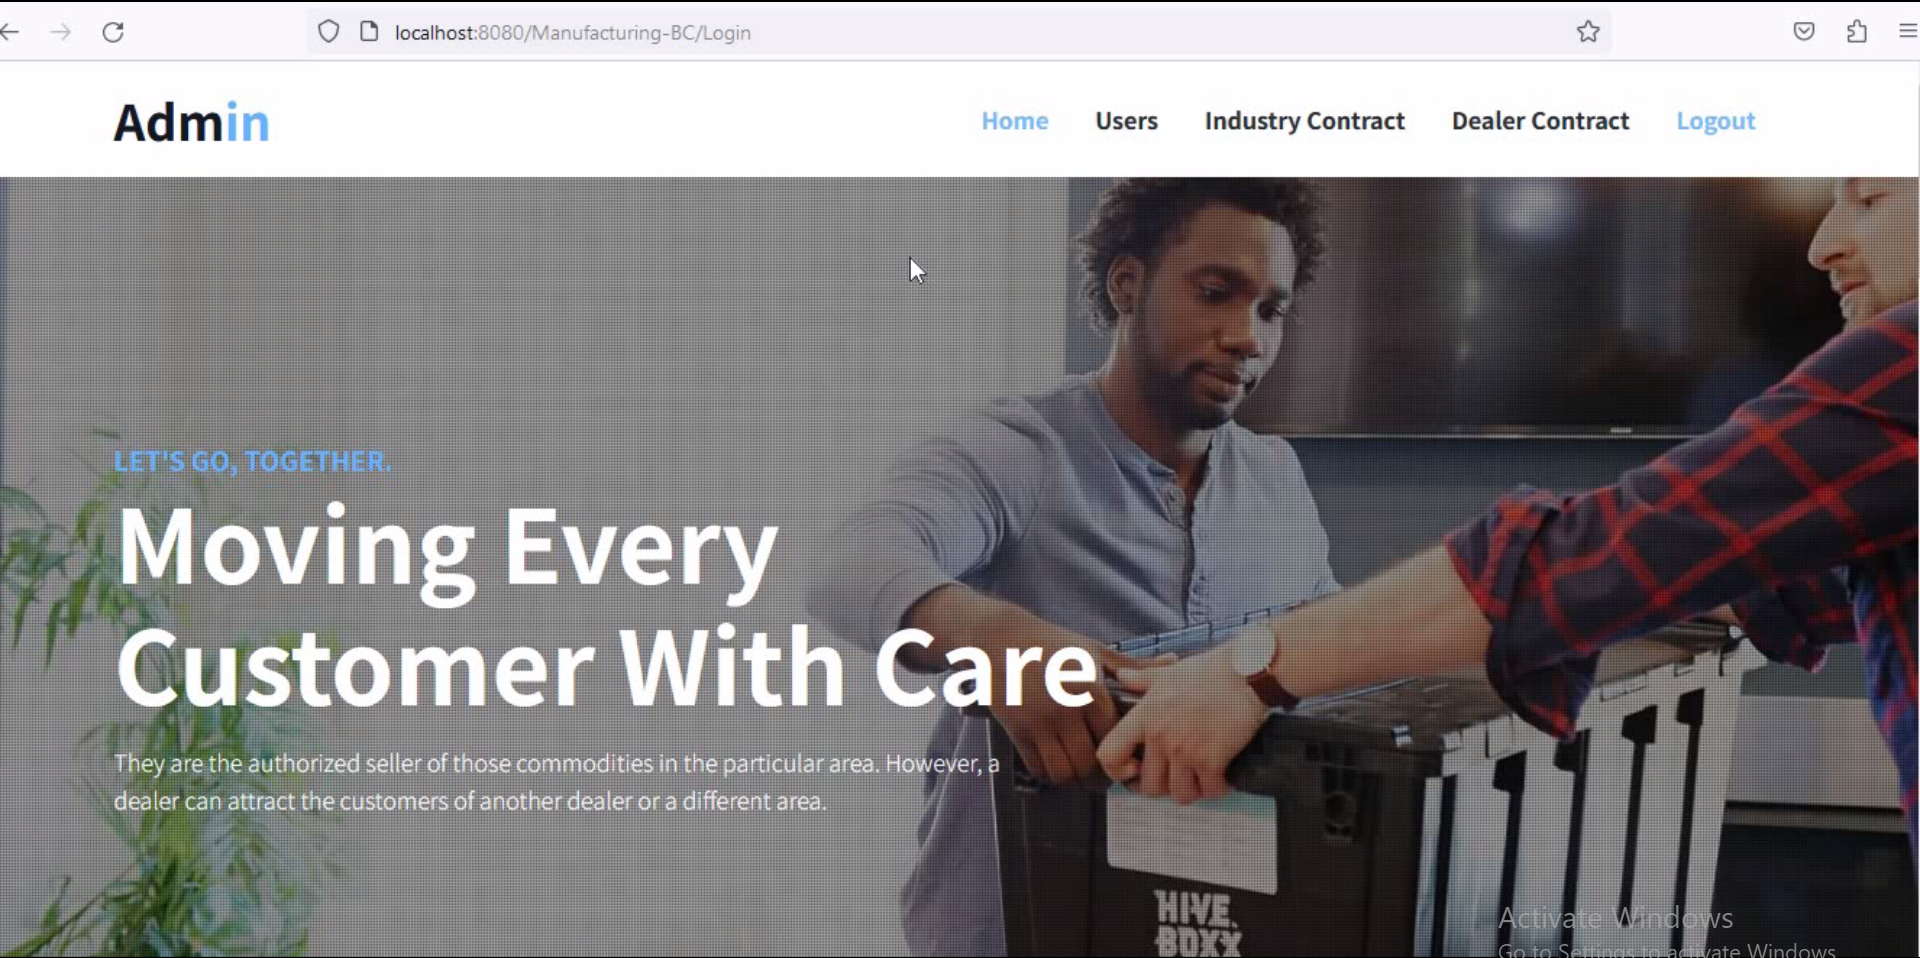 localhost:8080/Manufacturing-BC/Login
Admin
Home Users Industry Contract Dealer Contract Logout
LET'S GO, TOGETHER.
Moving Every
Customer With Care
They are the authorized seller of those commodities in the particular area. However, a
dealer can attract the customers of another dealer or a different area.
HIVE.
BOXX
Activate Windows
Go to Settings to activate Windows